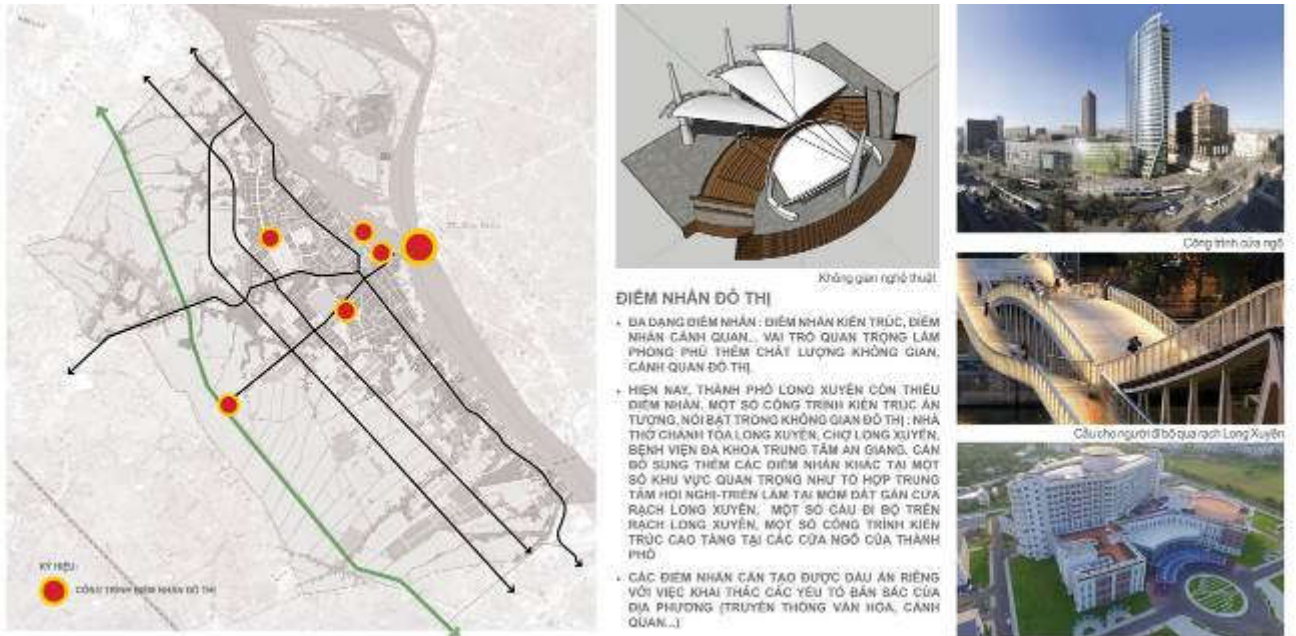 KÝ HIỆU:
CÔNG TRÌNH ĐIỂM NHẤN ĐÔ THỊ
Không gian nghệ thuật
ĐIỂM NHẤN ĐÔ THỊ
• ĐA DẠNG ĐIỂM NHẤN : ĐIỂM NHẤN KIẾN TRÚC, ĐIỂM
NHẤN CẢNH QUAN... VAI TRÒ QUAN TRỌNG LÀM
PHONG PHÚ THÊM CHẤT LƯỢNG KHÔNG GIAN,
CẢNH QUAN ĐÔ THỊ.
• HIỆN NAY, THÀNH PHỐ LONG XUYÊN CÒN THIẾU
ĐIỂM NHẤN, MỘT SỐ CÔNG TRÌNH KIẾN TRÚC ẤN
TƯỢNG, NỔI BẬT TRONG KHÔNG GIAN ĐÔ THỊ : NHÀ
THỜ CHÁNH TÒA LONG XUYÊN, CHỢ LONG XUYÊN,
BỆNH VIỆN ĐA KHOA TRUNG TÂM AN GIANG. CẦN
BỔ SUNG THÊM CÁC ĐIỂM NHẤN KHÁC TẠI MỘT
SỐ KHU VỰC QUAN TRỌNG NHƯ TỔ HỢP TRUNG
TÂM HỘI NGHỊ-TRIỂN LÃM TẠI MỎM ĐẤT GẦN CỬA
RẠCH LONG XUYÊN, MỘT SỐ CẦU ĐI BỘ TRÊN
RẠCH LONG XUYÊN, MỘT SỐ CÔNG TRÌNH KIẾN
TRÚC CAO TẦNG TẠI CÁC CỬA NGÕ CỦA THÀNH
PHỐ
• CÁC ĐIỂM NHẤN CẦN TẠO ĐƯỢC DẤU ẤN RIÊNG
VỚI VIỆC KHAI THÁC CÁC YẾU TỐ BẢN SẮC CỦA
ĐỊA PHƯƠNG (TRUYỀN THỐNG VĂN HÓA, CẢNH
QUAN...)
Công trình cửa ngõ
Cầu cho người đi bộ qua rạch Long Xuyên